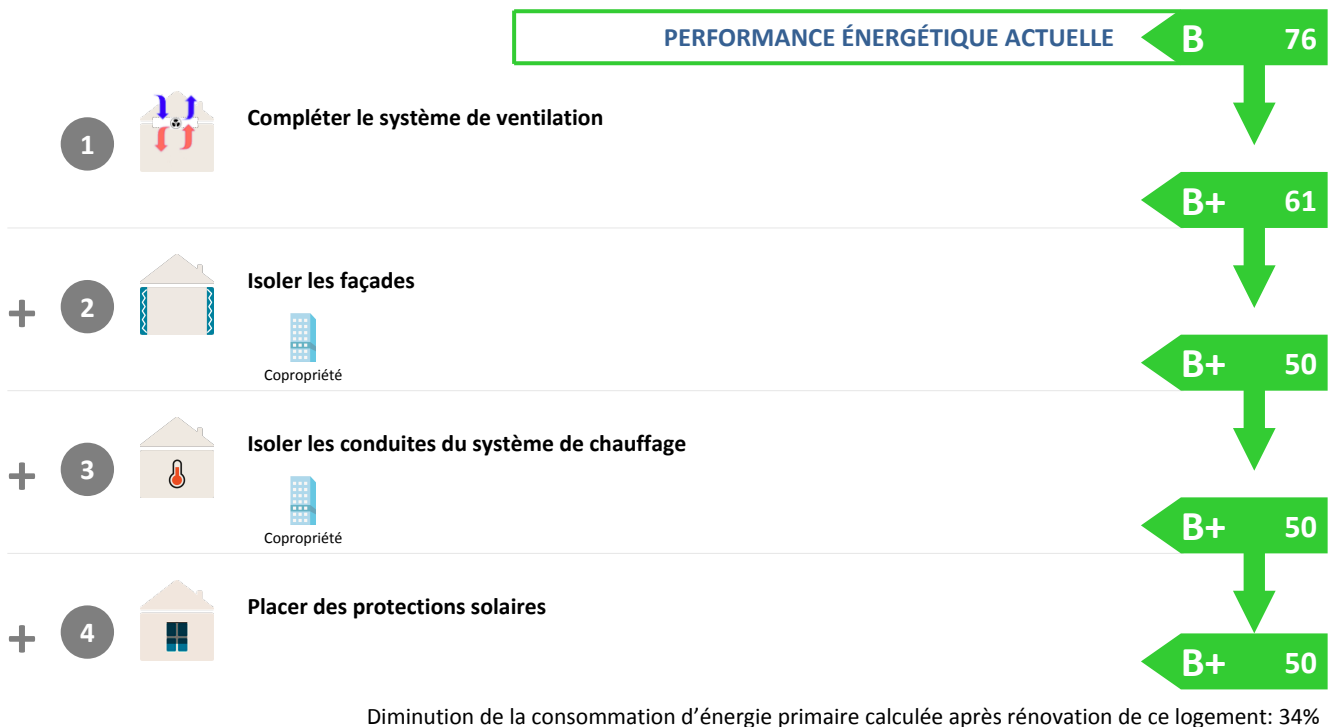 PERFORMANCE ÉNERGÉTIQUE ACTUELLE B 76
1 Compléter le système de ventilation
B+ 61
+ 2 Isoler les façades
Copropriété
B+ 50
+ 3 Isoler les conduites du système de chauffage
Copropriété
B+ 50
+ 4 Placer des protections solaires
B+ 50
Diminution de la consommation d’énergie primaire calculée après rénovation de ce logement: 34%